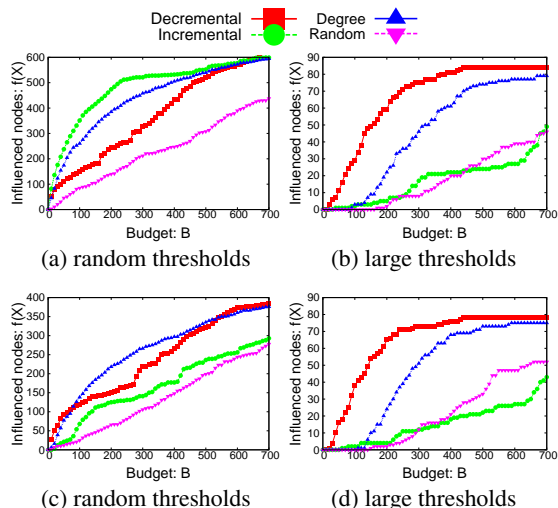 Decremental Degree
Incremental Random
Influenced nodes: f(X)
600
500
400
300
200
100
0
0 100 200 300 400 500 600 700
Budget: B
(a) random thresholds
Influenced nodes: f(X)
90
80
70
60
50
40
30
20
10
0
0 100 200 300 400 500 600 700
Budget: B
(b) large thresholds
Influenced nodes: f(X)
400
350
300
250
200
150
100
50
0
0 100 200 300 400 500 600 700
Budget: B
(c) random thresholds
Influenced nodes: f(X)
90
80
70
60
50
40
30
20
10
0
0 100 200 300 400 500 600 700
Budget: B
(d) large thresholds